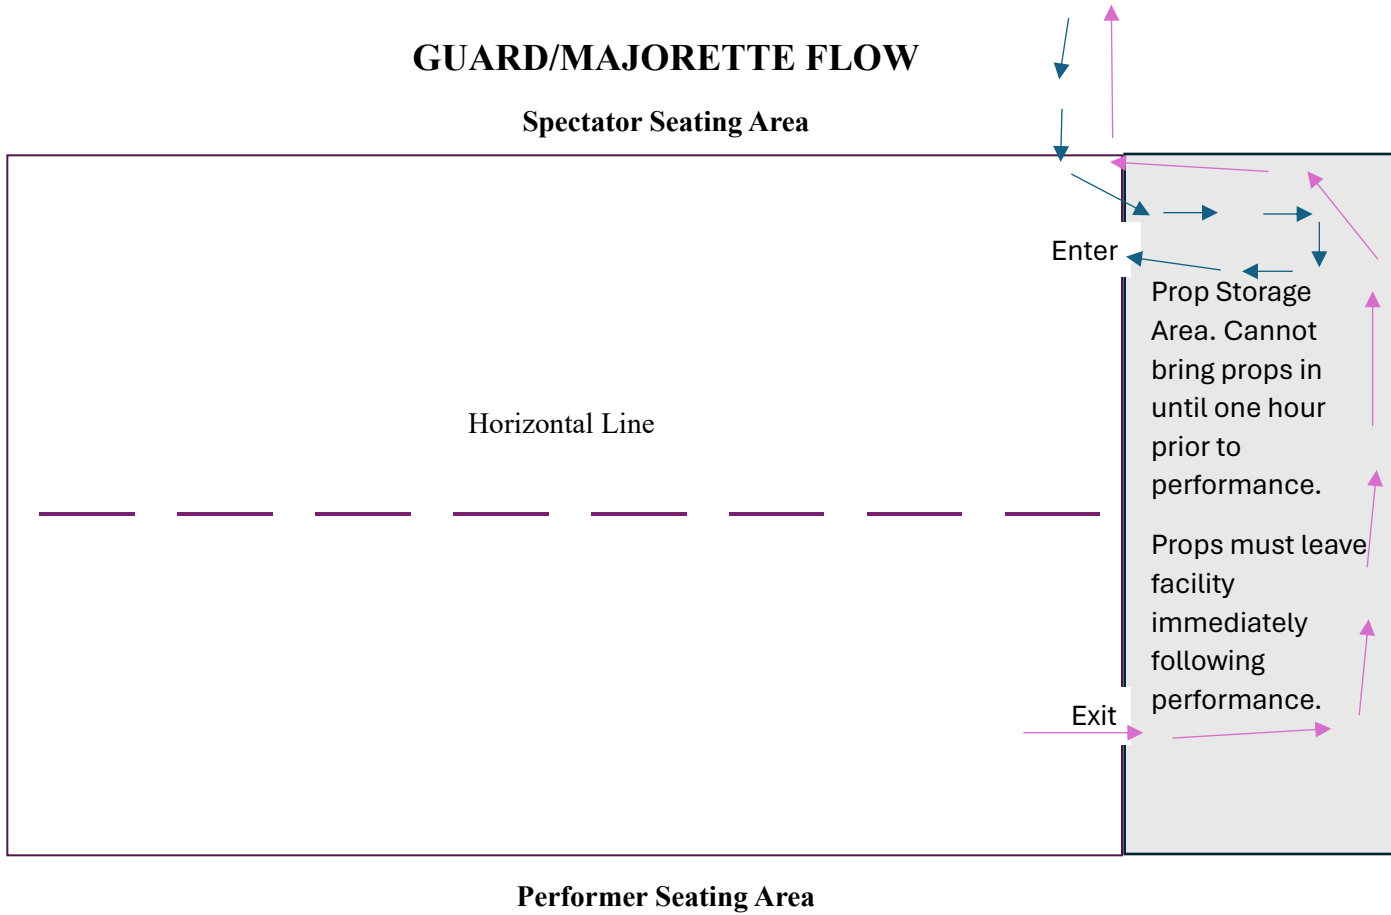 GUARD/MAJORETTE FLOW
Spectator Seating Area
Enter
Prop Storage
Area. Cannot
bring props in
until one hour
prior to
performance.
Horizontal Line
Props must leave
facility
immediately
following
performance.
Exit
Performer Seating Area